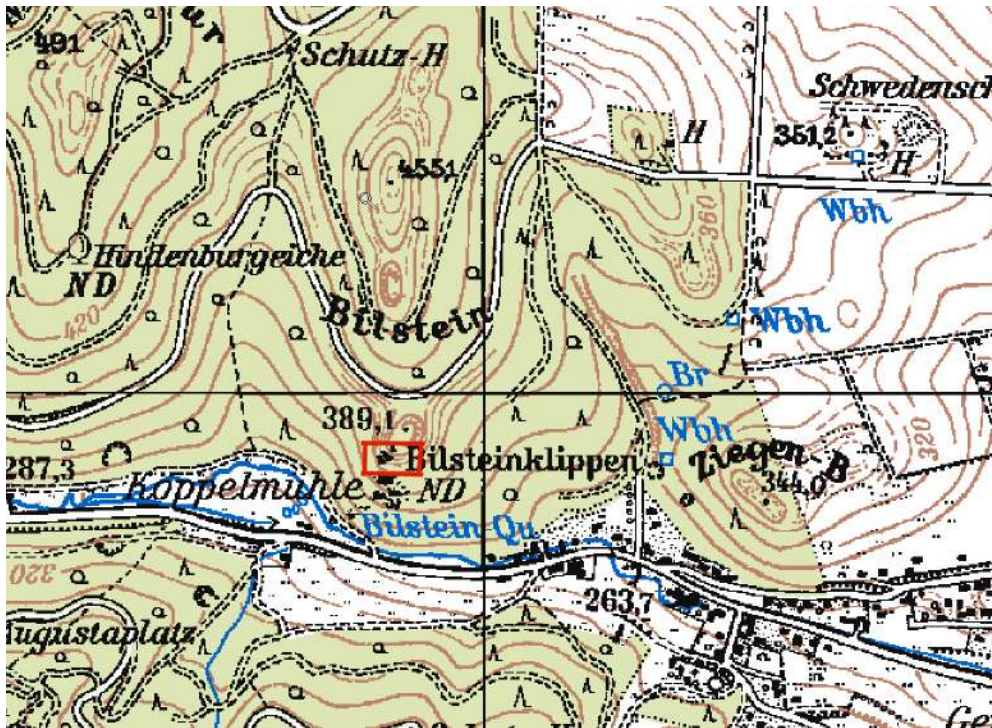 491
Schutz-H
Schwedensch
351,2
H
H
455,1
Wbh
360
Hindenburgeiche
ND
Bilstein
Wbh
420
Br
389,1
Wbh
320
Bilsteinklippen
Ziegen-B
287,3
Koppelmühle
ND
344,0
Bilstein-Qu
320
263,7
Augustaplatz